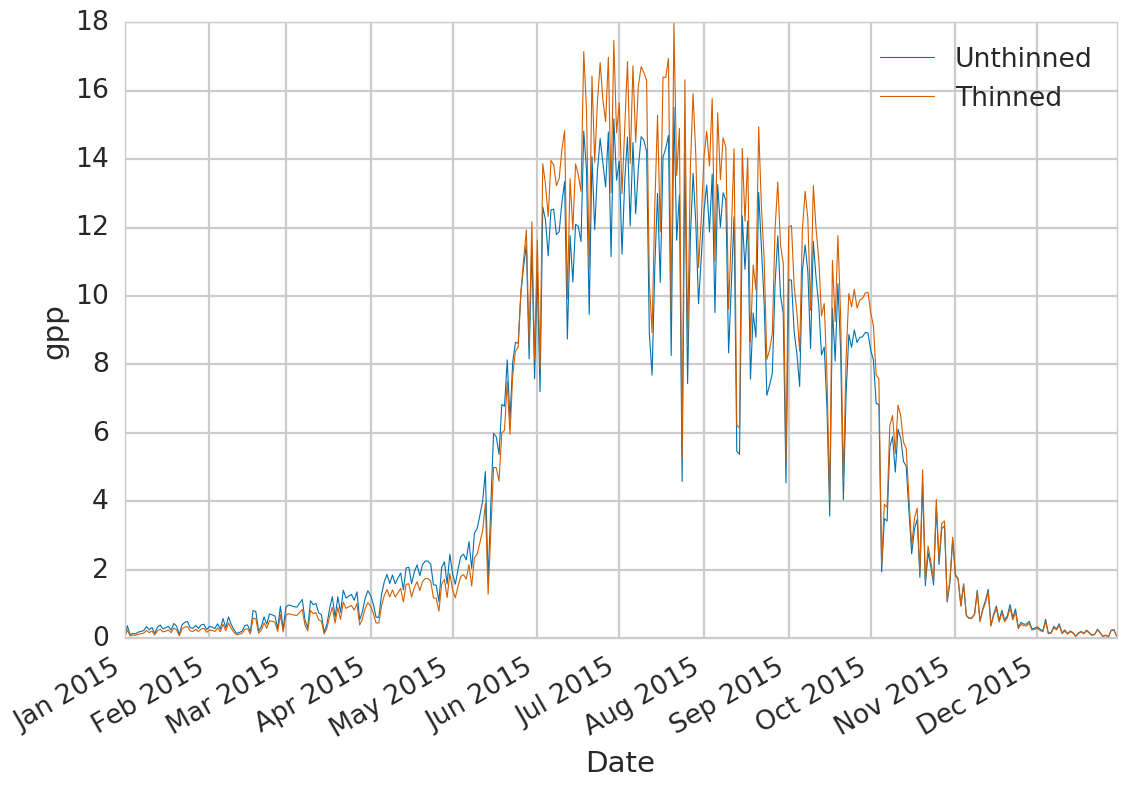 18
16
14
12
10
8
6
4
2
0
gpp
Unthinned
Thinned
Jan 2015
Feb 2015
Mar 2015
Apr 2015
May 2015
Jun 2015
Jul 2015
Aug 2015
Sep 2015
Oct 2015
Nov 2015
Dec 2015
Date